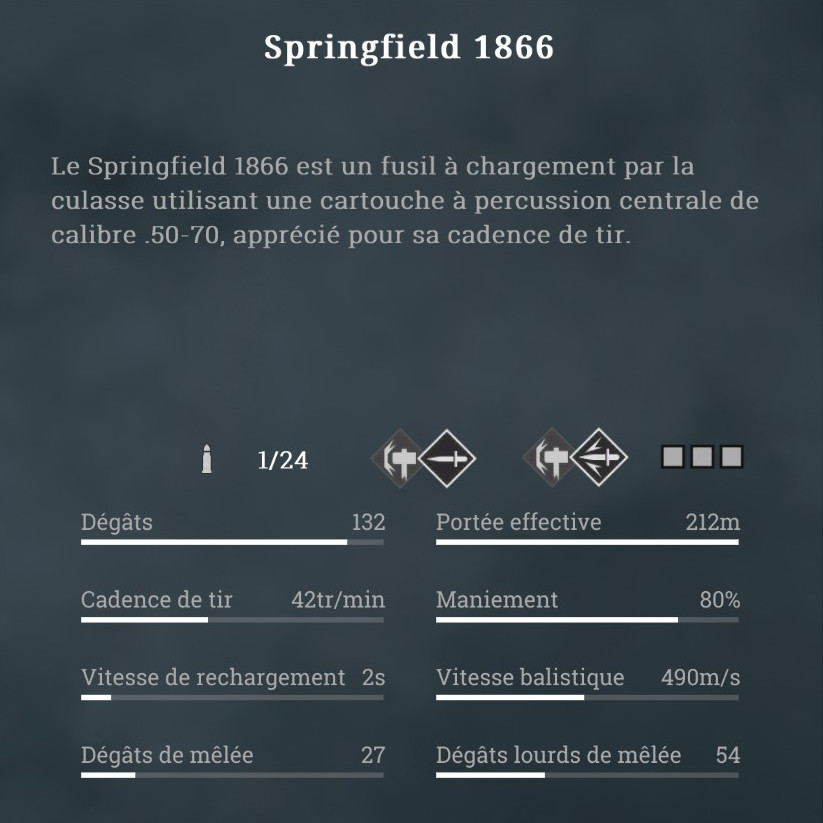 Springfield 1866
Le Springfield 1866 est un fusil à chargement par la
culasse utilisant une cartouche à percussion centrale de
calibre .50-70, apprécié pour sa cadence de tir.
1/24
Dégâts 132 Portée effective 212m
Cadence de tir 42tr/min Maniement 80%
Vitesse de rechargement 2s Vitesse balistique 490m/s
Dégâts de mêlée 27 Dégâts lourds de mêlée 54